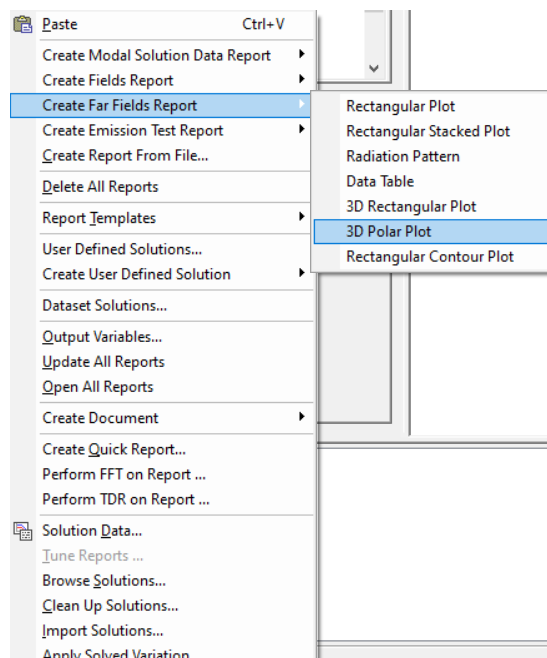 Paste Ctrl+V
Create Modal Solution Data Report
Create Fields Report
Create Far Fields Report
Create Emission Test Report
Create Report From File...
Delete All Reports
Report Templates
User Defined Solutions...
Create User Defined Solution
Dataset Solutions...
Output Variables...
Update All Reports
Open All Reports
Create Document
Create Quick Report...
Perform FFT on Report ...
Perform TDR on Report ...
Solution Data...
Tune Reports ...
Browse Solutions...
Clean Up Solutions...
Import Solutions...
Apply Solved Variation
Rectangular Plot
Rectangular Stacked Plot
Radiation Pattern
Data Table
3D Rectangular Plot
3D Polar Plot
Rectangular Contour Plot